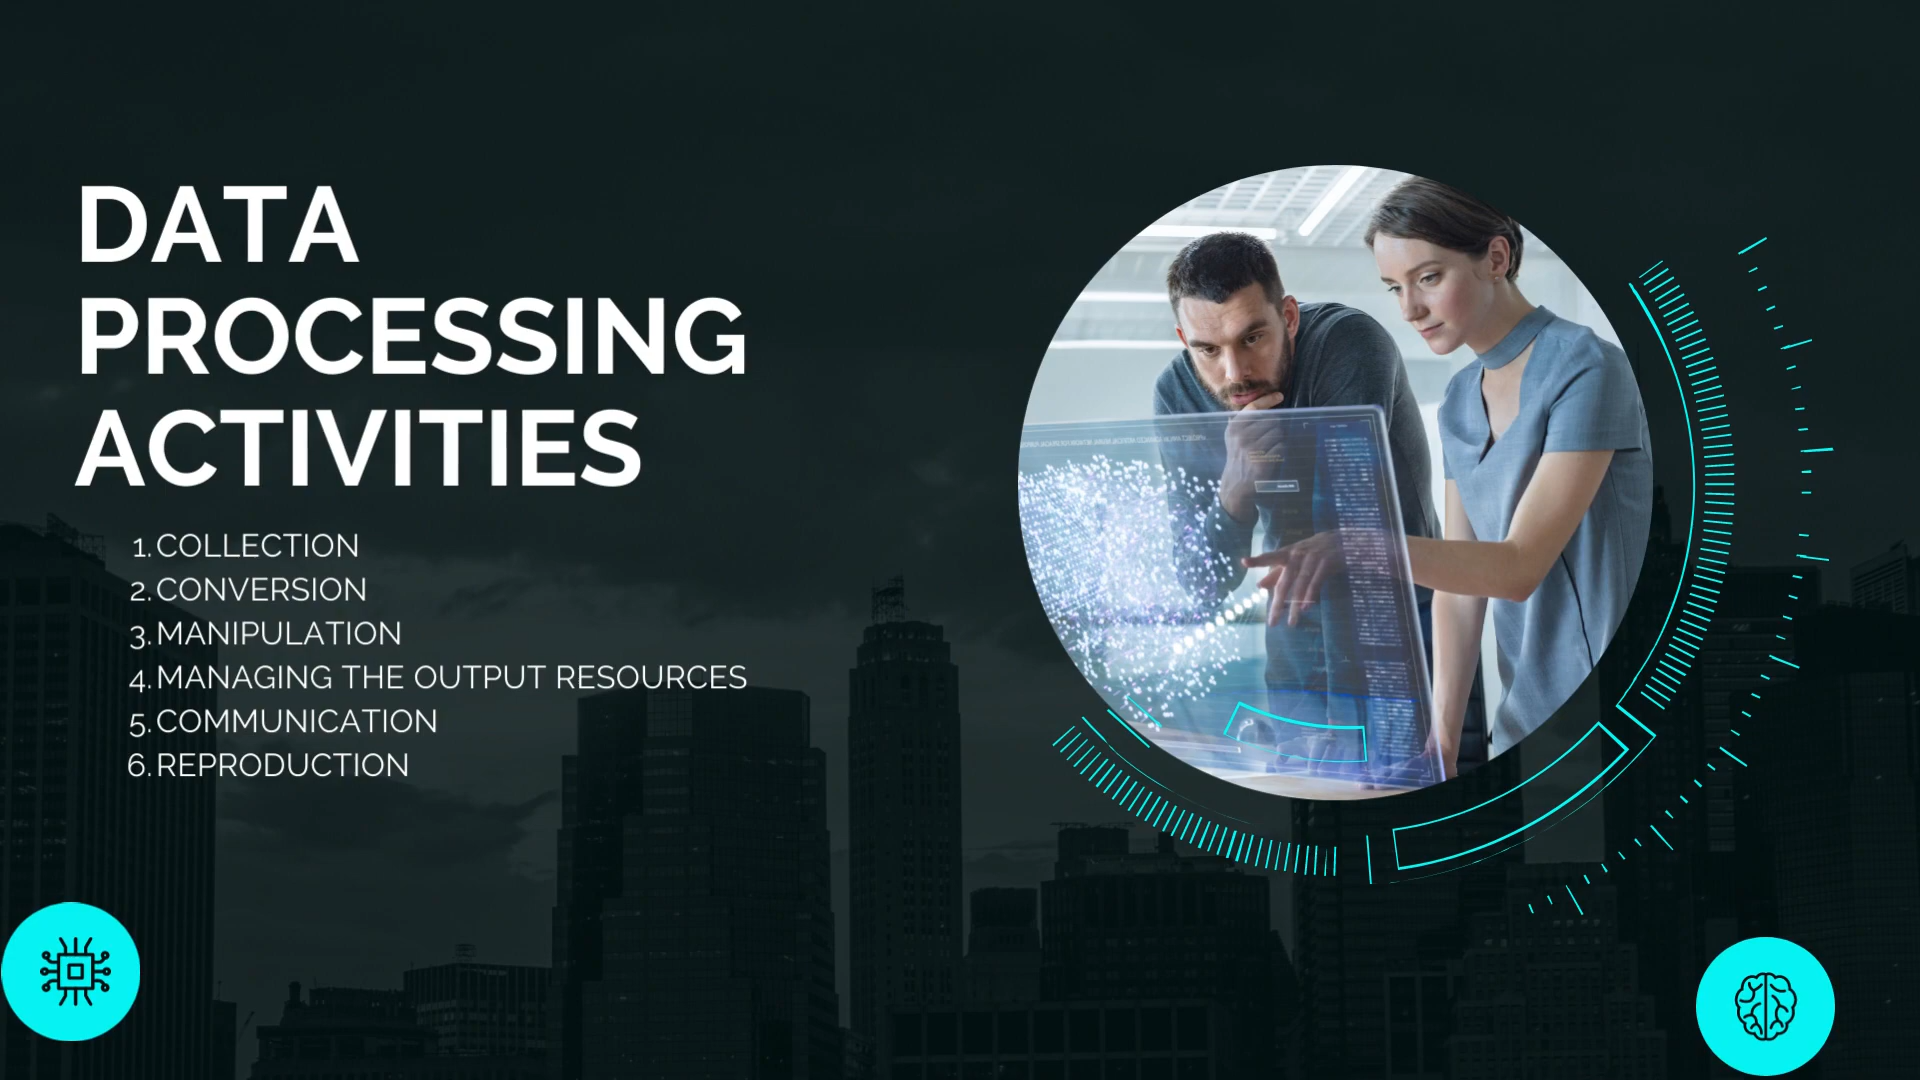 DATA
PROCESSING
ACTIVITIES
1. COLLECTION
2. CONVERSION
3. MANIPULATION
4. MANAGING THE OUTPUT RESOURCES
5. COMMUNICATION
6. REPRODUCTION